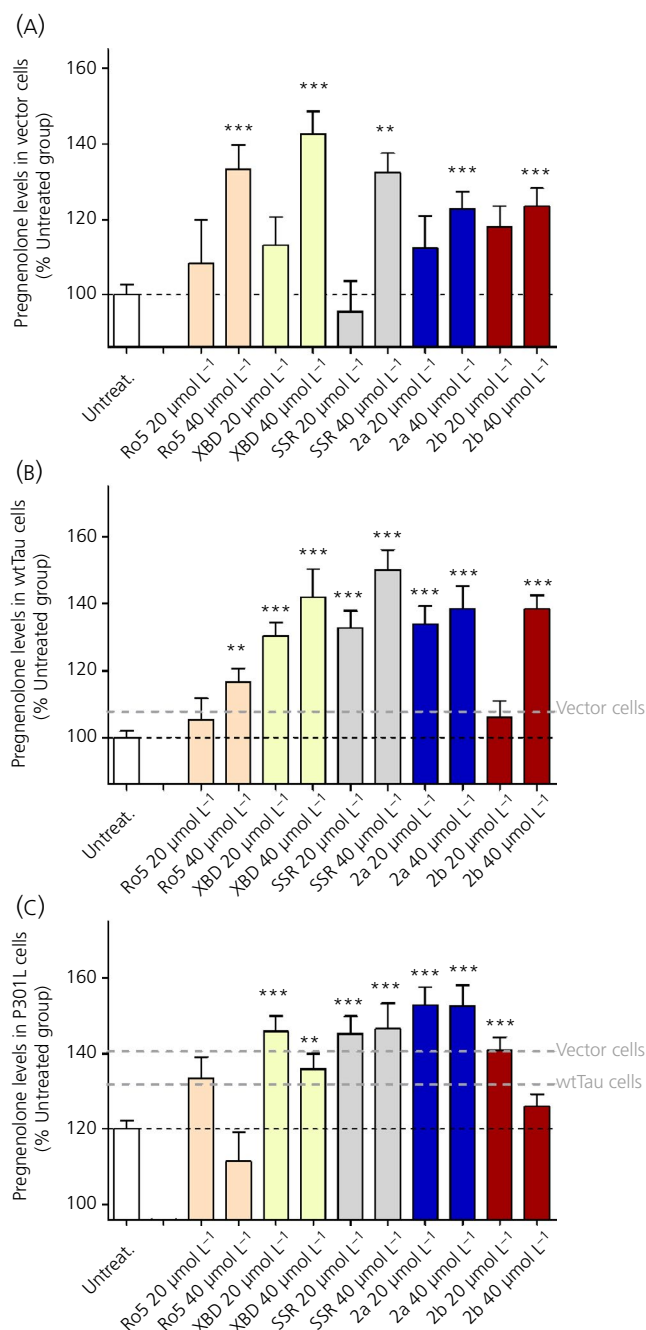 (A)
Pregnenolone levels in vector cells
(% Untreated group)
160
140
120
100
***
***
**
***
***
Untreat.
Ro5 20 µmol L⁻¹
Ro5 40 µmol L⁻¹
XBD 20 µmol L⁻¹
XBD 40 µmol L⁻¹
SSR 20 µmol L⁻¹
SSR 40 µmol L⁻¹
2a 20 µmol L⁻¹
2a 40 µmol L⁻¹
2b 20 µmol L⁻¹
2b 40 µmol L⁻¹
(B)
Pregnenolone levels in wtTau cells
(% Untreated group)
160
140
120
100
**
***
***
***
***
***
***
***
Vector cells
Untreat.
Ro5 20 µmol L⁻¹
Ro5 40 µmol L⁻¹
XBD 20 µmol L⁻¹
XBD 40 µmol L⁻¹
SSR 20 µmol L⁻¹
SSR 40 µmol L⁻¹
2a 20 µmol L⁻¹
2a 40 µmol L⁻¹
2b 20 µmol L⁻¹
2b 40 µmol L⁻¹
(C)
Pregnenolone levels in P301L cells
(% Untreated group)
160
140
120
100
***
**
***
***
***
***
***
Vector cells
wtTau cells
Untreat.
Ro5 20 µmol L⁻¹
Ro5 40 µmol L⁻¹
XBD 20 µmol L⁻¹
XBD 40 µmol L⁻¹
SSR 20 µmol L⁻¹
SSR 40 µmol L⁻¹
2a 20 µmol L⁻¹
2a 40 µmol L⁻¹
2b 20 µmol L⁻¹
2b 40 µmol L⁻¹